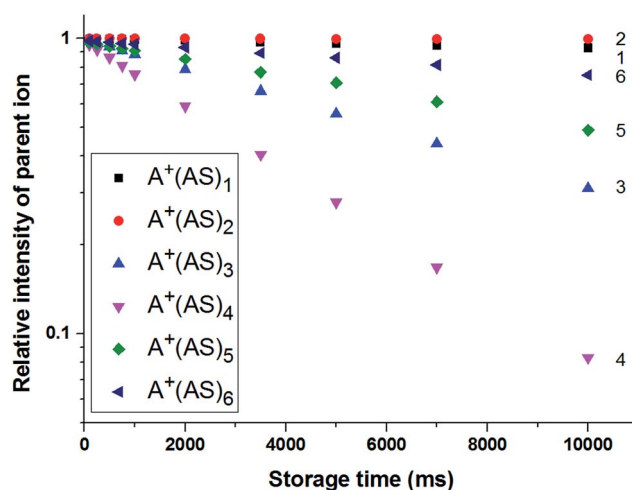 Relative intensity of parent ion
1
0.1
A⁺(AS)₁
A⁺(AS)₂
A⁺(AS)₃
A⁺(AS)₄
A⁺(AS)₅
A⁺(AS)₆
2
1
6
5
3
4
0 2000 4000 6000 8000 10000
Storage time (ms)